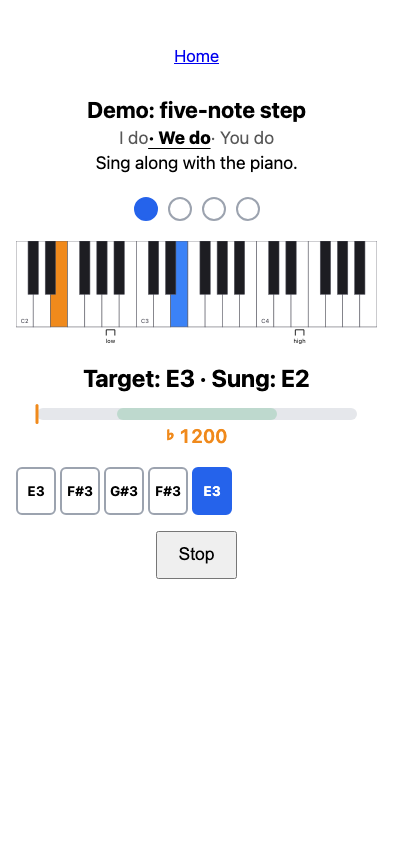 Home
Demo: five-note step
I do · We do · You do
Sing along with the piano.
C2 C3 C4
low high
Target: E3 · Sung: E2
♭ 1200
E3 F#3 G#3 F#3 E3
Stop